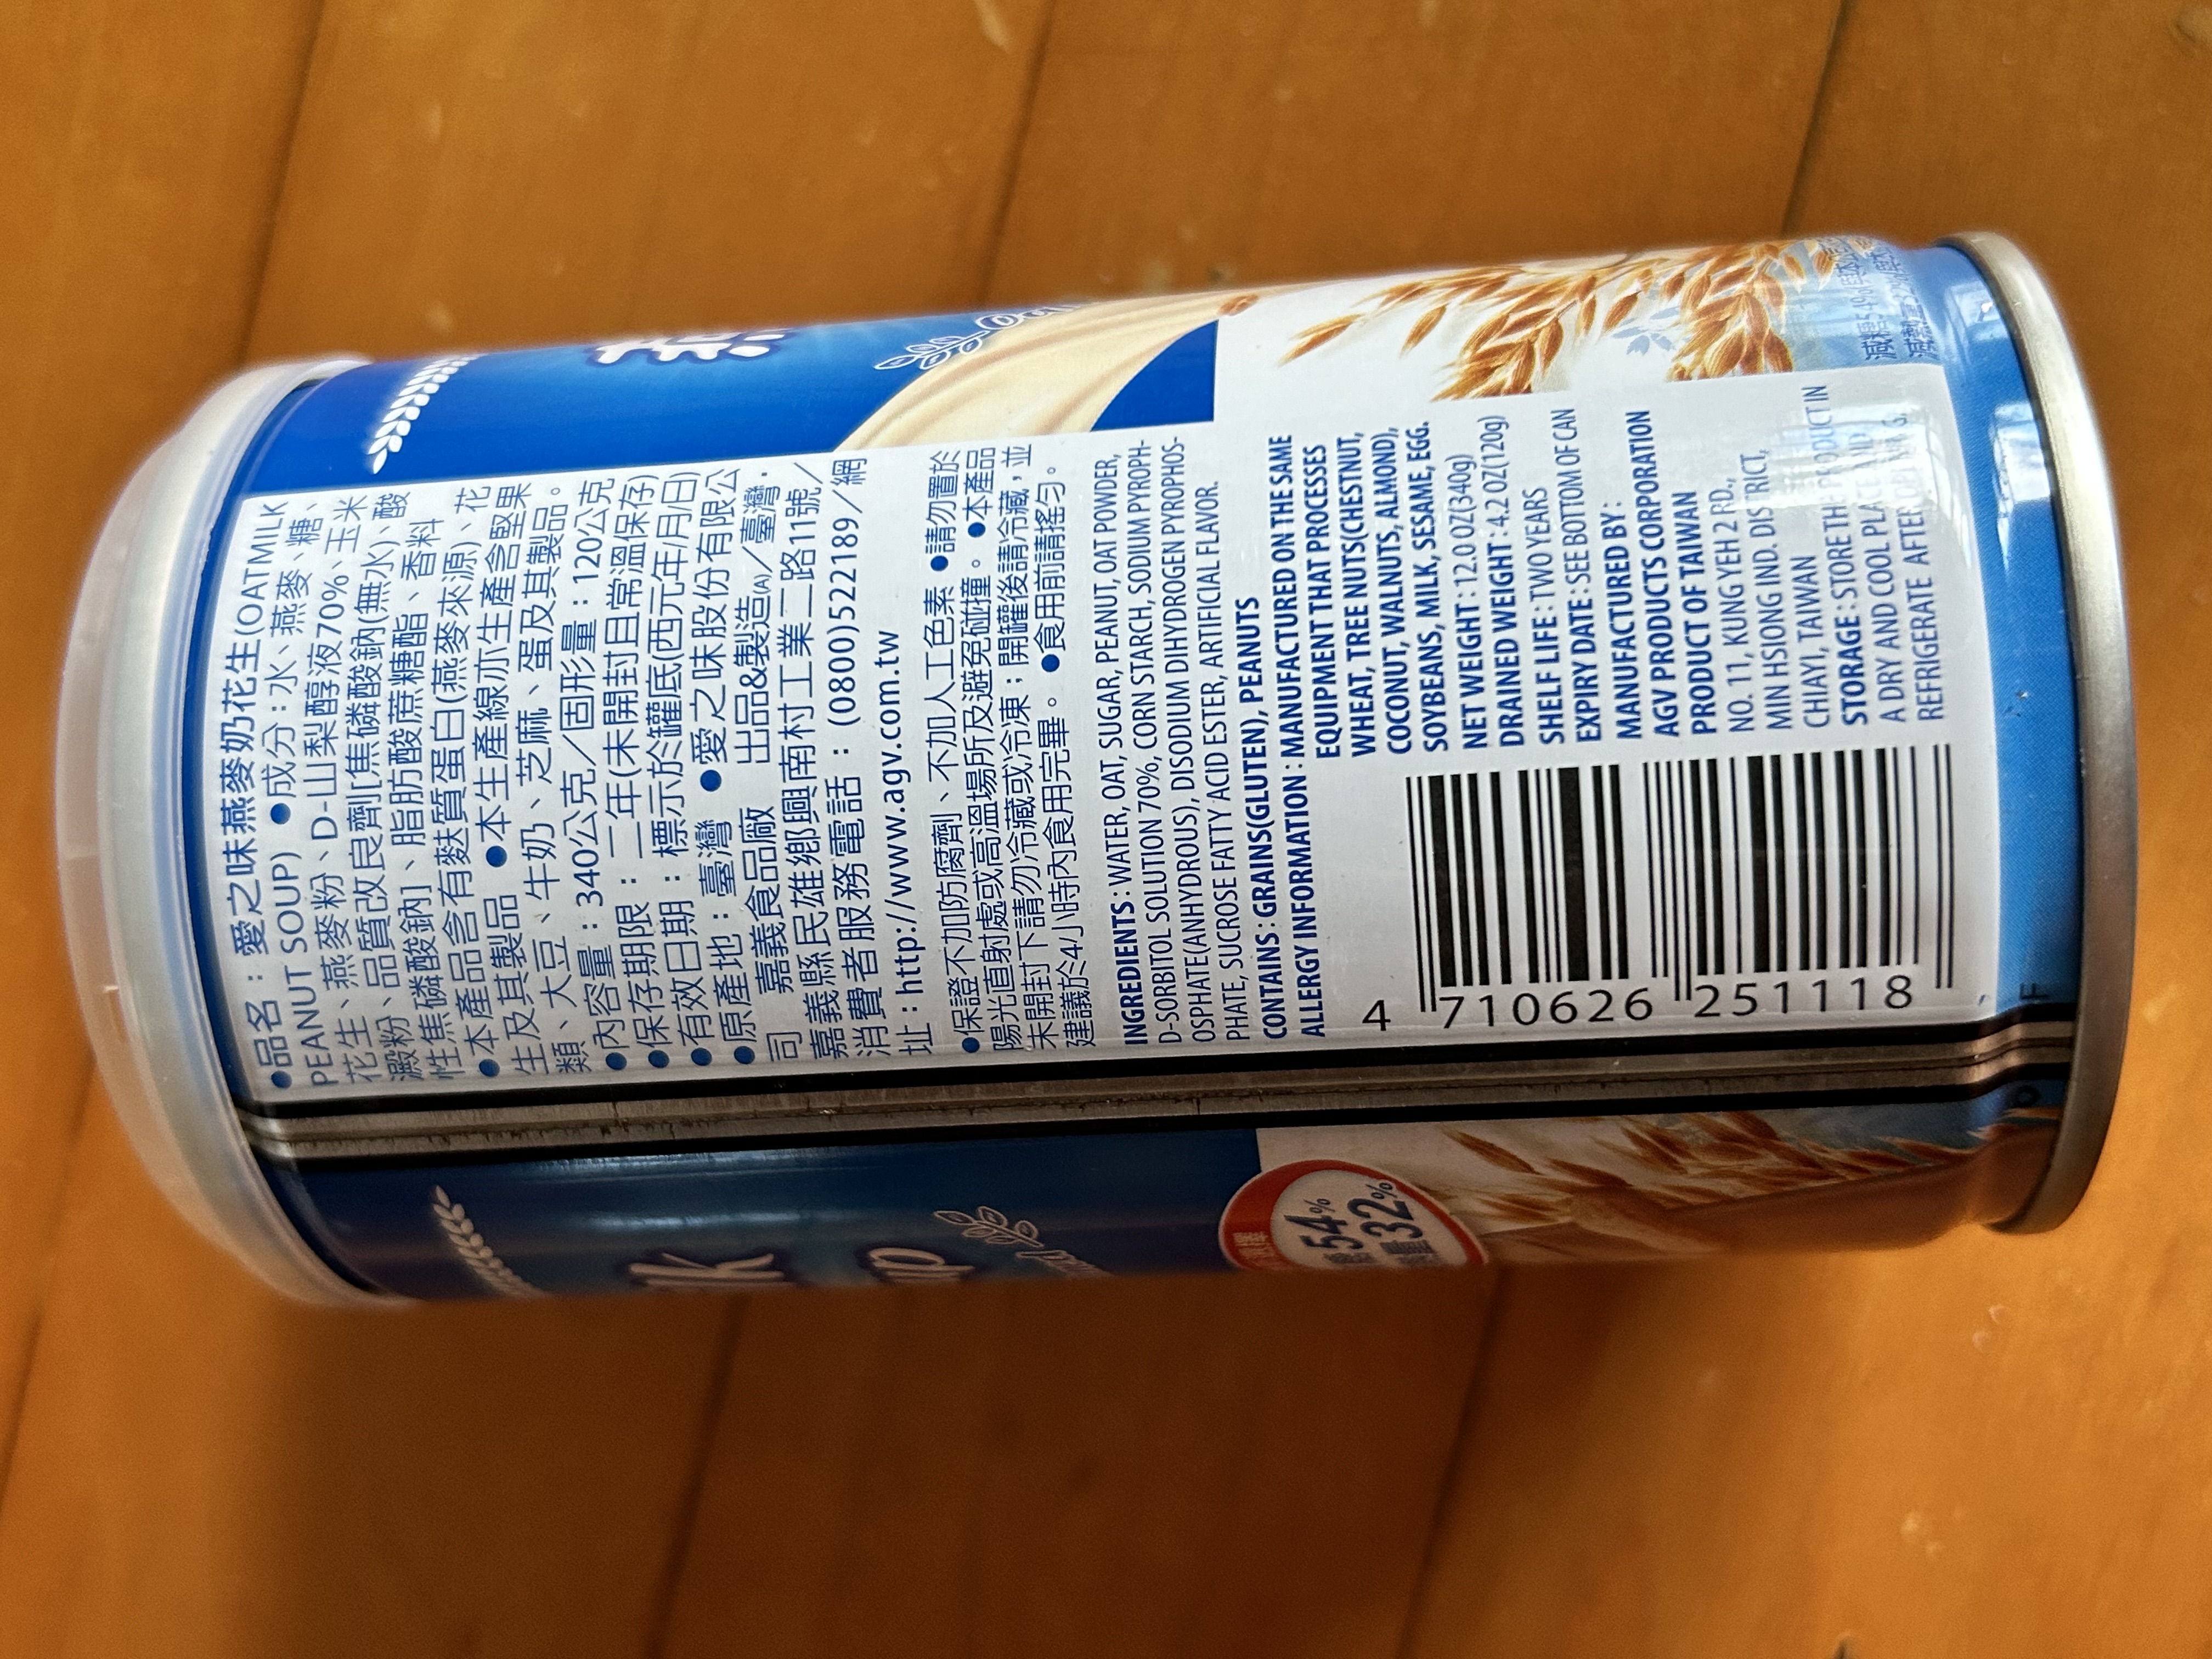 ●品名：愛之味燕麥奶花生(OATMILK
PEANUT SOUP) ●成分：水、燕麥、糖、
花生、燕麥粉、D-山梨醇液70%、玉米
澱粉、品質改良劑[焦磷酸鈉(無水)、酸
性焦磷酸鈉]、脂肪酸蔗糖酯、香料
●本產品含有麩質蛋白(燕麥來源)、花
生及其製品 ●本生產線亦生產含堅果
類、大豆、牛奶、芝麻、蛋及其製品。
●內容量：340公克／固形量：120公克
●保存期限：二年(未開封且常溫保存)
●有效日期：標示於罐底(西元年月日)
●原產地：臺灣 ●愛之味股份有限公
司 嘉義食品廠 出品&製造(A)／臺灣．
嘉義縣民雄鄉興南村工業二路11號／
消費者服務電話：(0800)522189／網
址：http://www.agv.com.tw
●保證不加防腐劑、不加人工色素 ●請勿置於
陽光直射處或高溫場所及避免碰撞。 ●本產品
未開封下請勿冷藏或冷凍；開罐後請冷藏，並
建議於4小時內食用完畢。 ●食用前請搖勻。
INGREDIENTS : WATER, OAT, SUGAR, PEANUT, OAT POWDER,
D-SORBITOL SOLUTION 70%, CORN STARCH, SODIUM PYROPH-
OSPHATE(ANHYDROUS), DISODIUM DIHYDROGEN PYROPHOS-
PHATE, SUCROSE FATTY ACID ESTER, ARTIFICIAL FLAVOR.
CONTAINS : GRAINS(GLUTEN), PEANUTS
ALLERGY INFORMATION : MANUFACTURED ON THE SAME
EQUIPMENT THAT PROCESSES
WHEAT, TREE NUTS(CHESTNUT,
COCONUT, WALNUTS, ALMOND),
SOYBEANS, MILK, SESAME, EGG.
NET WEIGHT : 12.0 OZ(340g)
DRAINED WEIGHT : 4.2 OZ(120g)
SHELF LIFE : TWO YEARS
EXPIRY DATE : SEE BOTTOM OF CAN
MANUFACTURED BY :
AGV PRODUCTS CORPORATION
PRODUCT OF TAIWAN
NO. 11, KUNG YEH 2 RD.,
MIN HSIONG IND. DISTRICT,
CHIAYI, TAIWAN
STORAGE : STORE THE PRODUCT IN
A DRY AND COOL PLACE AND
REFRIGERATE AFTER
4 710626 251118
54%
32%